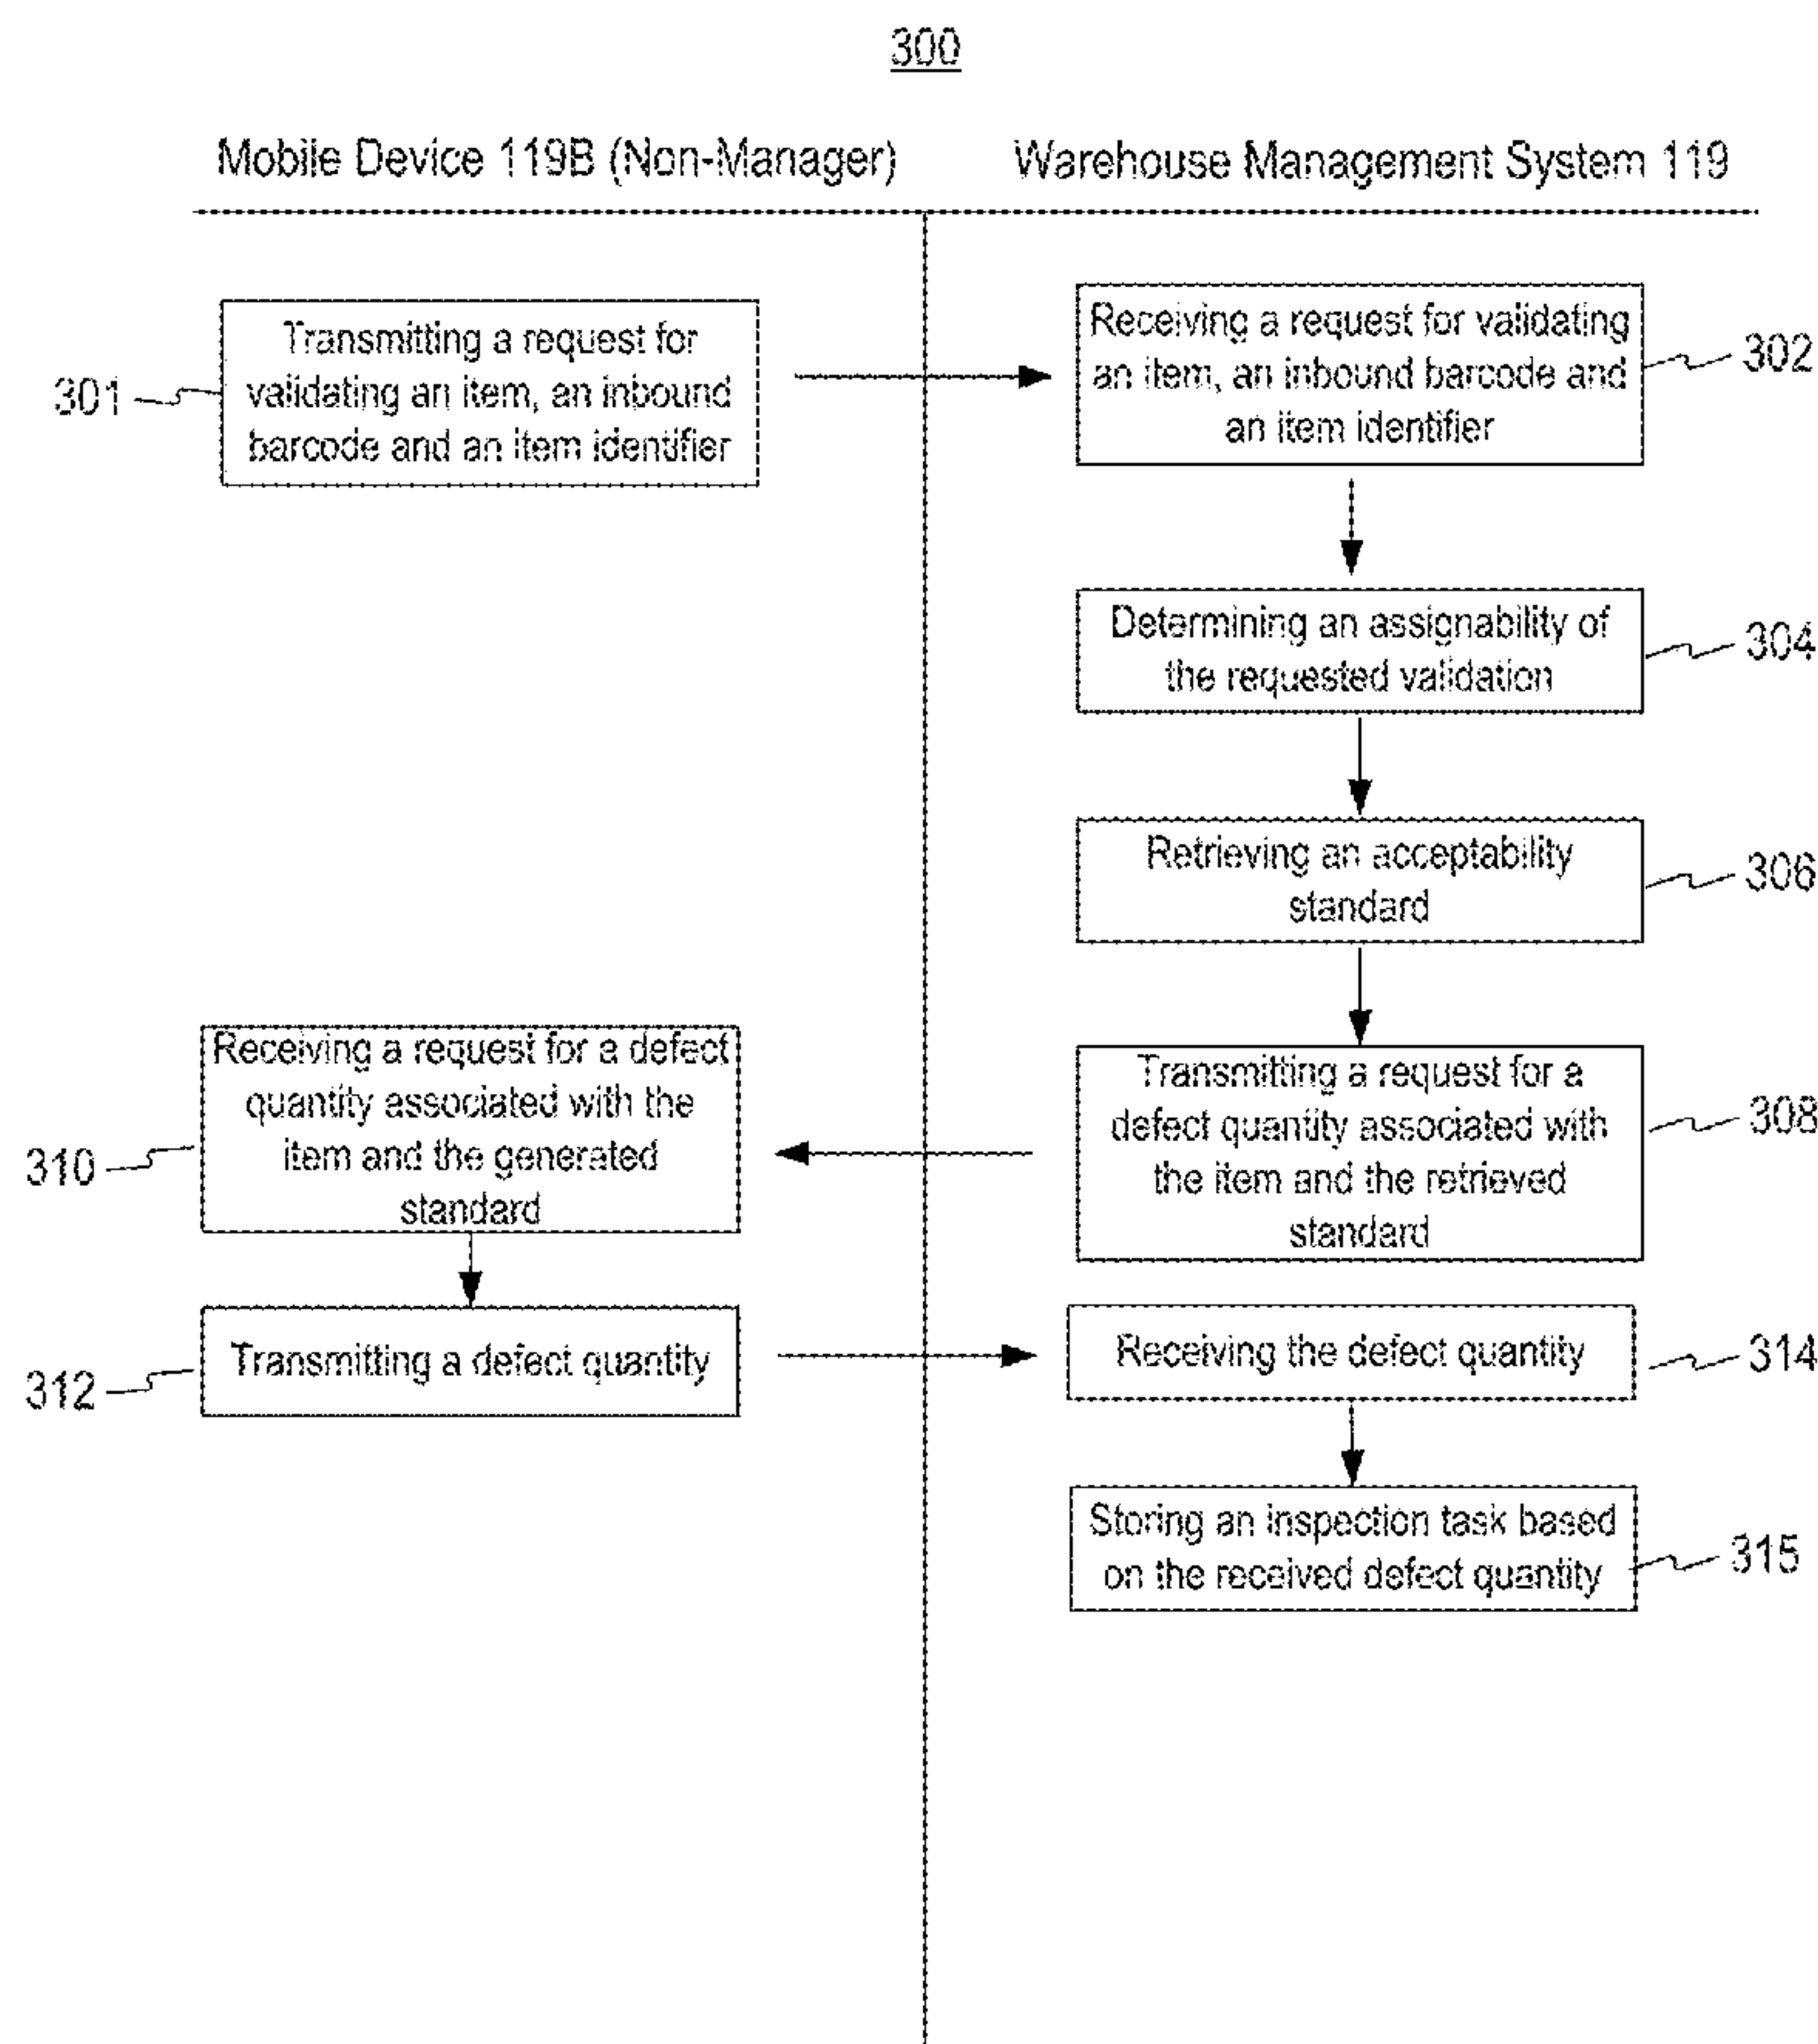 300
Mobile Device 119B (Non-Manager)
Warehouse Management System 119
301
Transmitting a request for
validating an item, an inbound
barcode and an item identifier
Receiving a request for validating
an item, an inbound barcode and
an item identifier
302
Determining an assignability of
the requested validation
304
Retrieving an acceptability
standard
306
Receiving a request for a defect
quantity associated with the
item and the generated
standard
310
Transmitting a request for a
defect quantity associated with
the item and the retrieved
standard
308
312
Transmitting a defect quantity
Receiving the defect quantity
314
Storing an inspection task based
on the received defect quantity
315